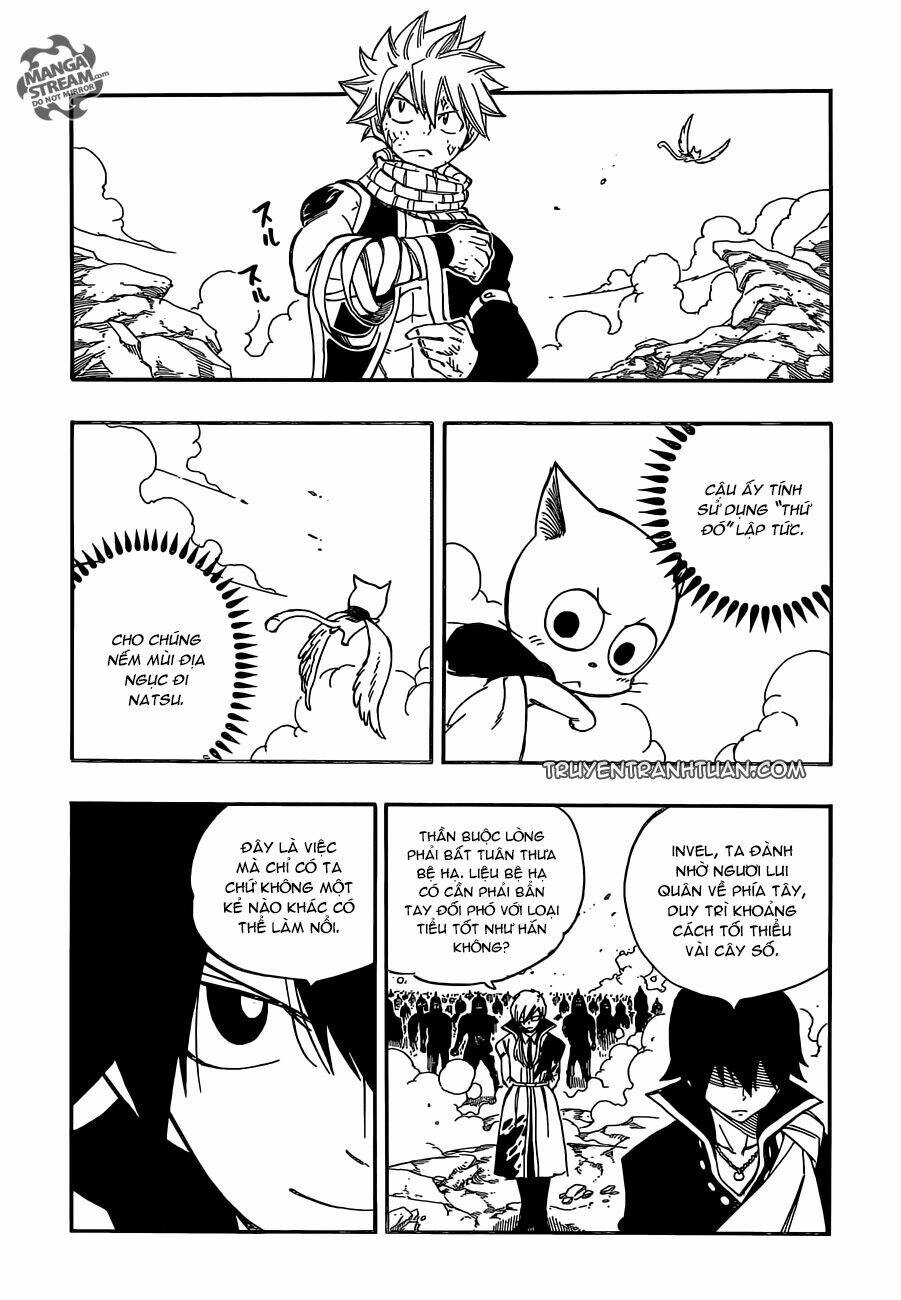 MANGA
STREAM.com
DO NOT MIRROR
ズル
ズル
CẬU ẤY TÍNH
SỬ DỤNG "THỨ
ĐÓ" LẬP TỨC.
CHO CHÚNG
NẾM MÙI ĐỊA
NGỤC ĐI
NATSU.
TRUYENTRANHTUAN.COM
INVEL, TA ĐÀNH
NHỜ NGƯƠI LUI
QUÂN VỀ PHÍA TÂY,
DUY TRÌ KHOẢNG
CÁCH TỐI THIỂU
VÀI CÂY SỐ.
THẦN BUỘC LÒNG
PHẢI BẤT TUÂN THƯA
BỆ HẠ. LIỆU BỆ HẠ
CÓ CẦN PHẢI BẨN
TAY ĐỐI PHÓ VỚI LOẠI
TIỂU TỐT NHƯ HẮN
KHÔNG?
ĐÂY LÀ VIỆC
MÀ CHỈ CÓ TA
CHỨ KHÔNG MỘT
KẺ NÀO KHÁC CÓ
THỂ LÀM NỔI.